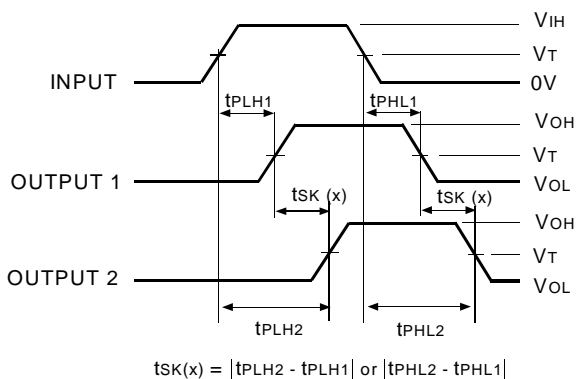 VIH
VT
INPUT
0V
tPLH1
tPHL1
VOH
VT
OUTPUT 1
VOL
tSK (x)
tSK (x)
VOH
VT
OUTPUT 2
VOL
tPLH2
tPHL2
tSK(x) = |tPLH2 - tPLH1| or |tPHL2 - tPHL1|